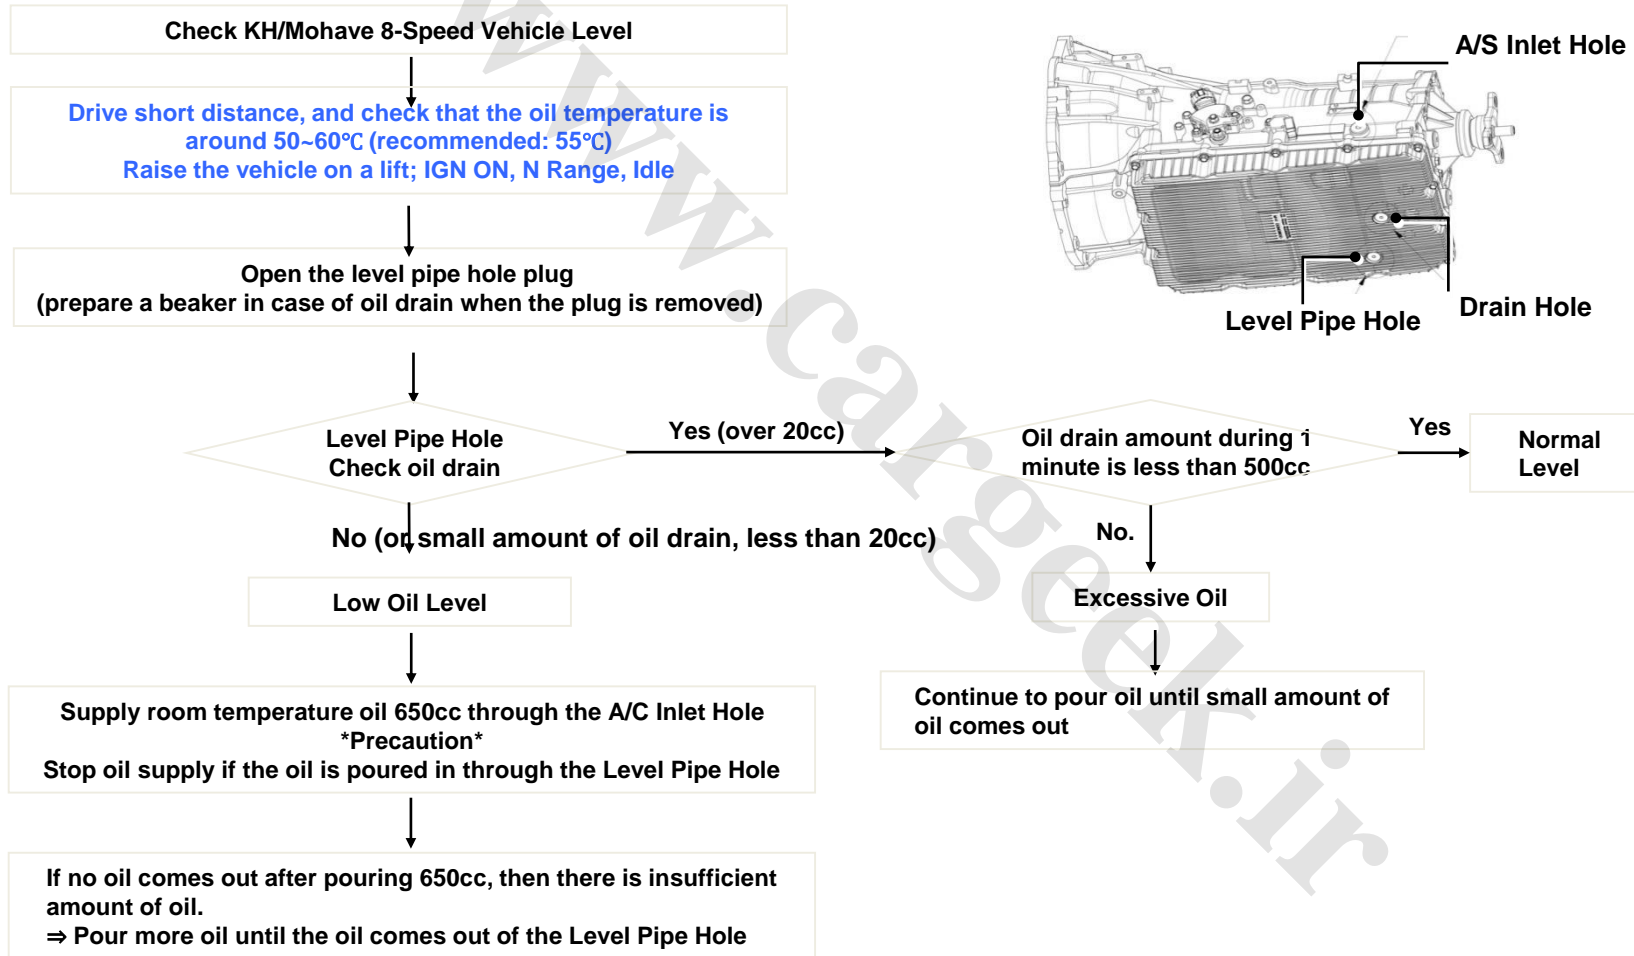 Check KH/Mohave 8-Speed Vehicle Level
Drive short distance, and check that the oil temperature is
around 50~60℃ (recommended: 55℃)
Raise the vehicle on a lift; IGN ON, N Range, Idle
Open the level pipe hole plug
(prepare a beaker in case of oil drain when the plug is removed)
A/S Inlet Hole
Drain Hole
Level Pipe Hole
Level Pipe Hole
Check oil drain
Yes (over 20cc)
Oil drain amount during 1
minute is less than 500cc
Yes
Normal
Level
No (or small amount of oil drain, less than 20cc)
No.
Low Oil Level
Excessive Oil
Supply room temperature oil 650cc through the A/C Inlet Hole
*Precaution*
Stop oil supply if the oil is poured in through the Level Pipe Hole
Continue to pour oil until small amount of
oil comes out
If no oil comes out after pouring 650cc, then there is insufficient
amount of oil.
⇒ Pour more oil until the oil comes out of the Level Pipe Hole
www.cargeek.ir